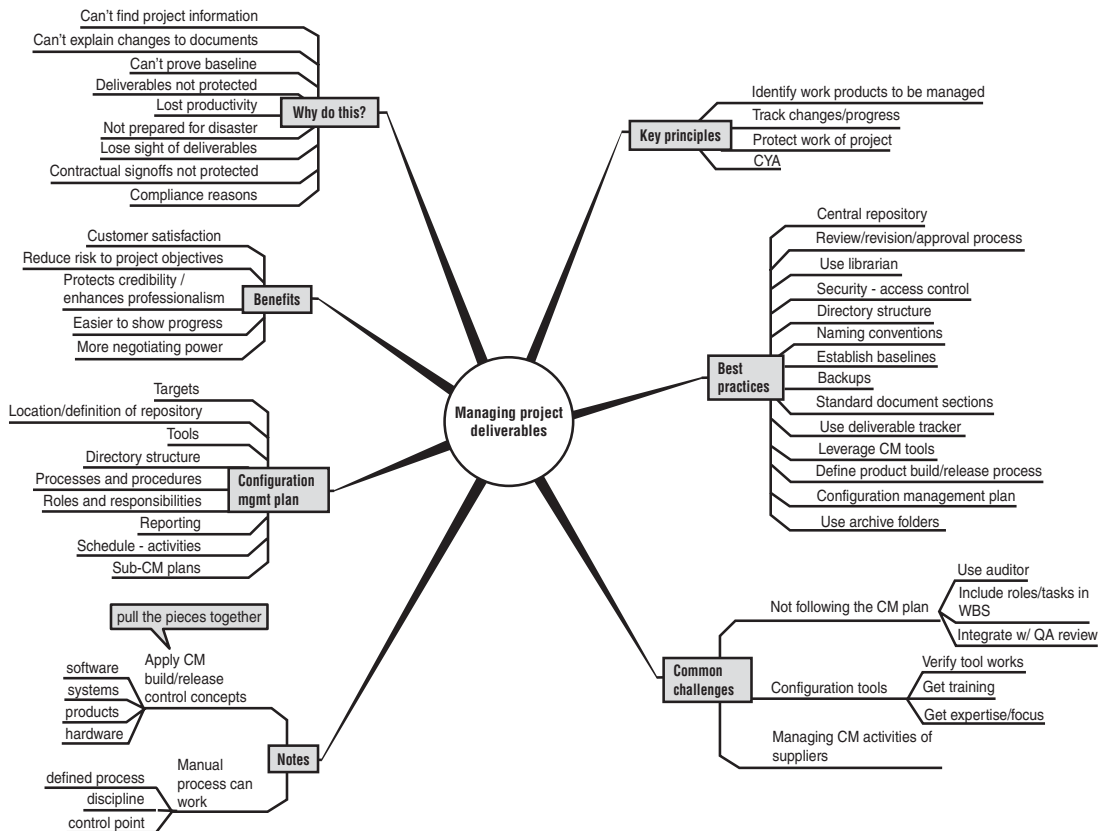 Can't find project information
Can't explain changes to documents
Can't prove baseline
Deliverables not protected
Lost productivity
Not prepared for disaster
Lose sight of deliverables
Contractual signoffs not protected
Compliance reasons
Why do this?
Customer satisfaction
Reduce risk to project objectives
Protects credibility /
enhances professionalism
Easier to show progress
More negotiating power
Benefits
Targets
Location/definition of repository
Tools
Directory structure
Processes and procedures
Roles and responsibilities
Reporting
Schedule - activities
Sub-CM plans
Configuration
mgmt plan
pull the pieces together
Apply CM
build/release
control concepts
software
systems
products
hardware
Notes
Manual
process can
work
defined process
discipline
control point
Managing project
deliverables
Key principles
Identify work products to be managed
Track changes/progress
Protect work of project
CYA
Best
practices
Central repository
Review/revision/approval process
Use librarian
Security - access control
Directory structure
Naming conventions
Establish baselines
Backups
Standard document sections
Use deliverable tracker
Leverage CM tools
Define product build/release process
Configuration management plan
Use archive folders
Common
challenges
Not following the CM plan
Use auditor
Include roles/tasks in
WBS
Integrate w/ QA review
Configuration tools
Verify tool works
Get training
Get expertise/focus
Managing CM activities of
suppliers